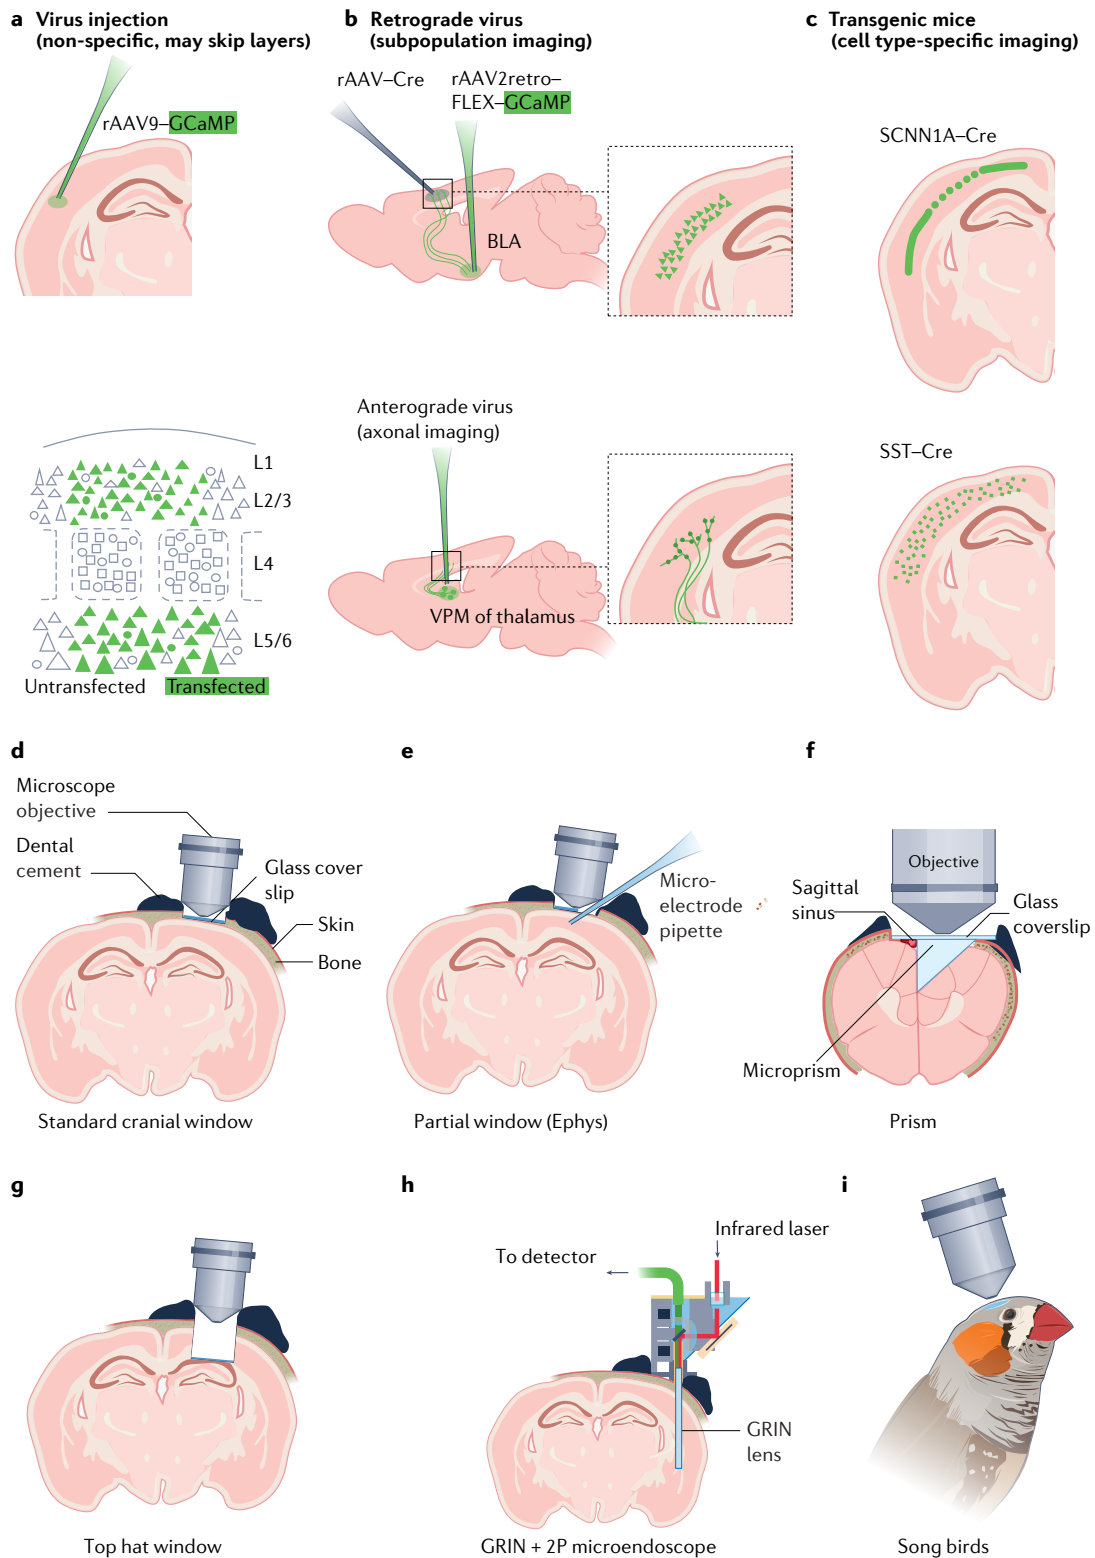 a Virus injection
(non-specific, may skip layers)
rAAV9–GCaMP
L1
L2/3
L4
L5/6
Untransfected
Transfected
b Retrograde virus
(subpopulation imaging)
rAAV–Cre
rAAV2retro–
FLEX–GCaMP
BLA
Anterograde virus
(axonal imaging)
VPM of thalamus
c Transgenic mice
(cell type-specific imaging)
SCNN1A–Cre
SST–Cre
d
Microscope
objective
Dental
cement
Glass cover
slip
Skin
Bone
Standard cranial window
e
Micro-
electrode
pipette
Partial window (Ephys)
f
Objective
Sagittal
sinus
Glass
coverslip
Microprism
Prism
g
Top hat window
h
Infrared laser
To detector
GRIN
lens
GRIN + 2P microendoscope
i
Song birds